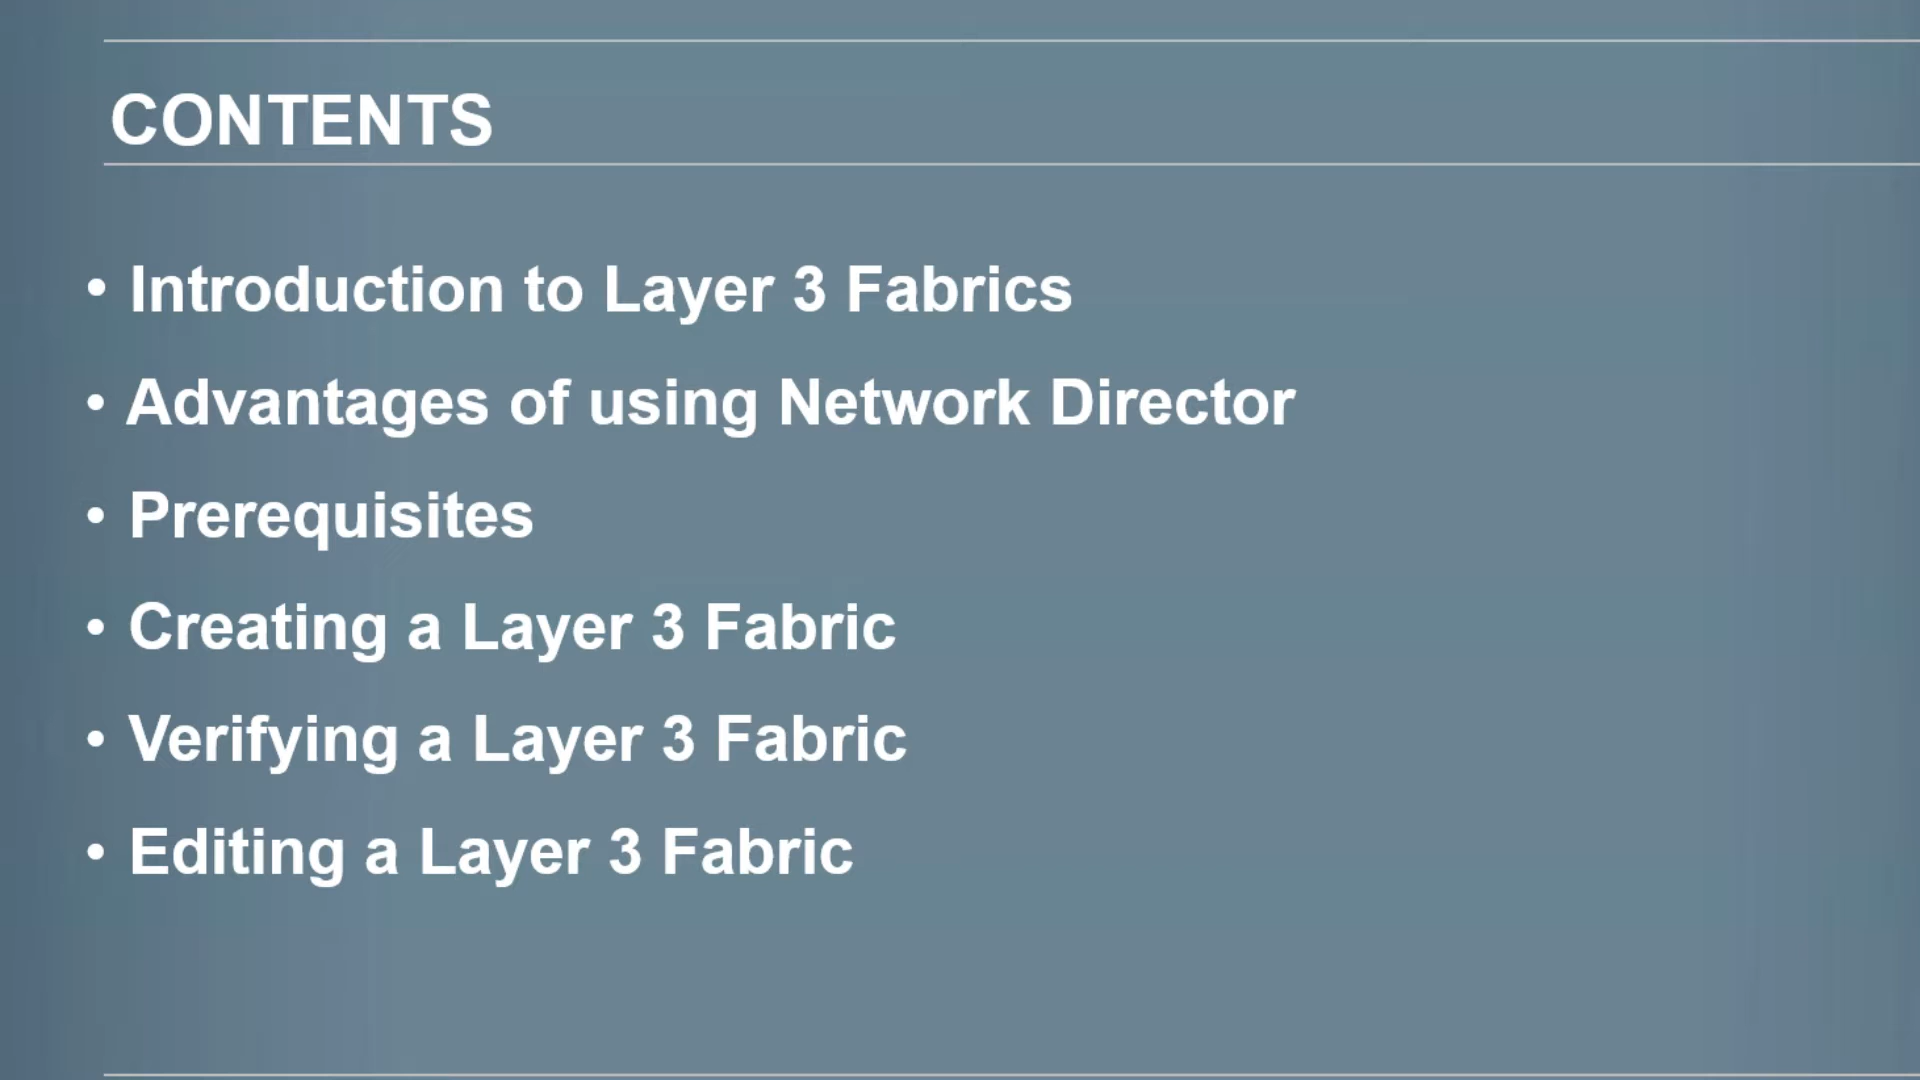 CONTENTS
• Introduction to Layer 3 Fabrics
• Advantages of using Network Director
• Prerequisites
• Creating a Layer 3 Fabric
• Verifying a Layer 3 Fabric
• Editing a Layer 3 Fabric